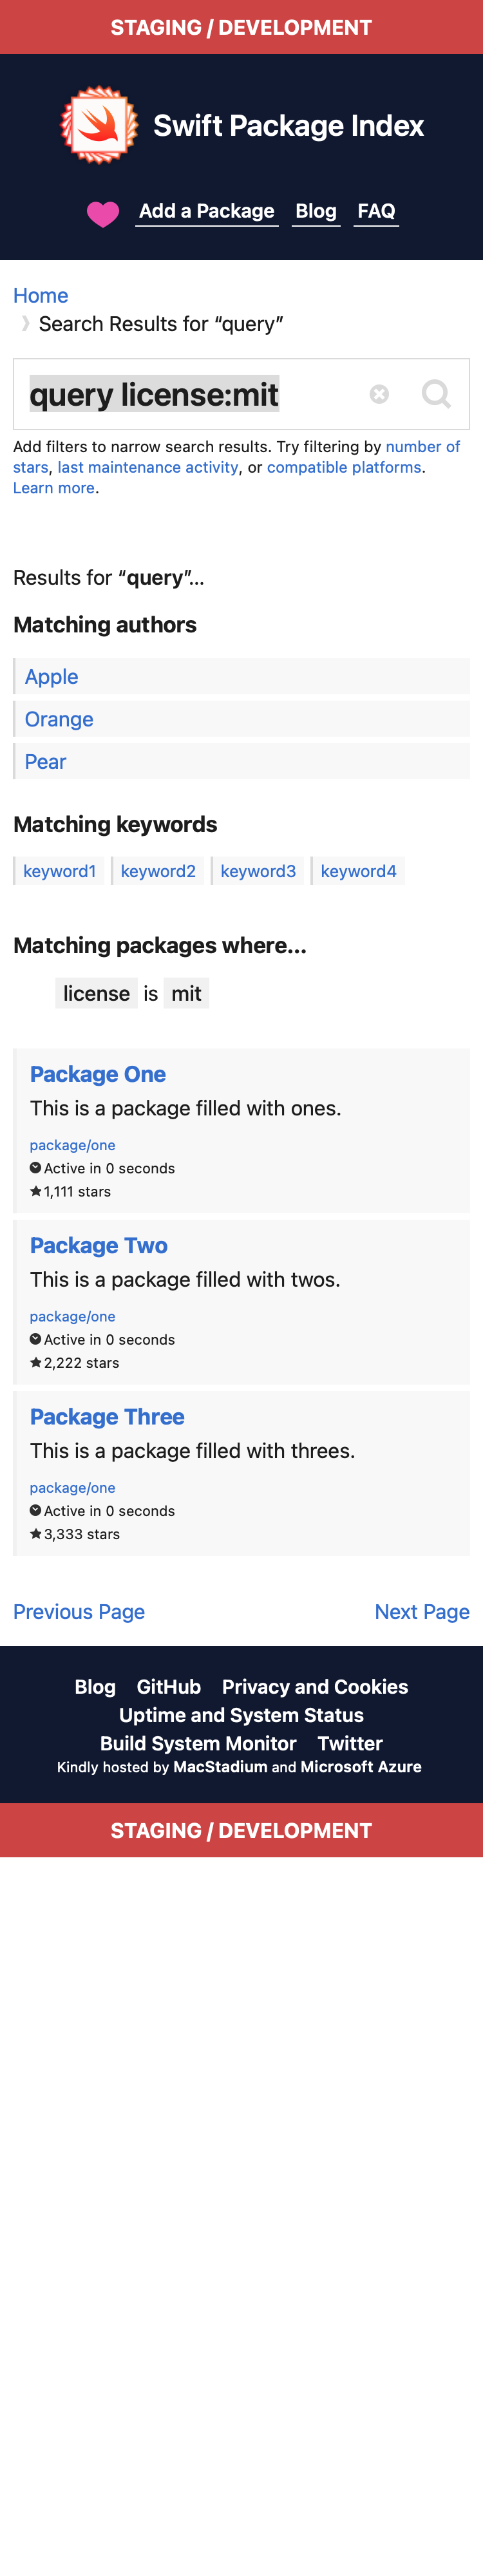 STAGING / DEVELOPMENT
Swift Package Index
Add a Package Blog FAQ
Home
Search Results for “query”
query license:mit
Add filters to narrow search results. Try filtering by number of
stars, last maintenance activity, or compatible platforms.
Learn more.
Results for “query”…
Matching authors
Apple
Orange
Pear
Matching keywords
keyword1 keyword2 keyword3 keyword4
Matching packages where…
license is mit
Package One
This is a package filled with ones.
package/one
Active in 0 seconds
1,111 stars
Package Two
This is a package filled with twos.
package/one
Active in 0 seconds
2,222 stars
Package Three
This is a package filled with threes.
package/one
Active in 0 seconds
3,333 stars
Previous Page Next Page
Blog GitHub Privacy and Cookies
Uptime and System Status
Build System Monitor Twitter
Kindly hosted by MacStadium and Microsoft Azure
STAGING / DEVELOPMENT